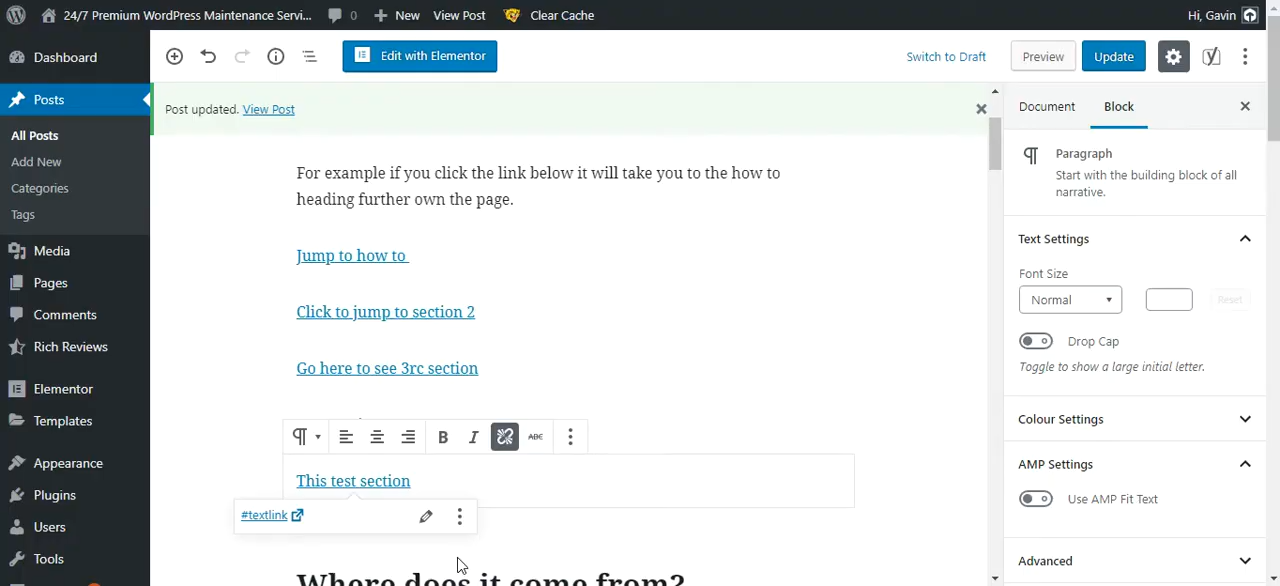 24/7 Premium WordPress Maintenance Servi... 0 New View Post Clear Cache Hi, Gavin
Dashboard
Posts
All Posts
Add New
Categories
Tags
Media
Pages
Comments
Rich Reviews
Elementor
Templates
Appearance
Plugins
Users
Tools
Edit with Elementor Switch to Draft Preview Update
Post updated. View Post
For example if you click the link below it will take you to the how to
heading further own the page.
Jump to how to
Click to jump to section 2
Go here to see 3rc section
B I ABC
This test section
#textlink
Where does it come from?
Document Block
Paragraph
Start with the building block of all
narrative.
Text Settings
Font Size
Normal Reset
Drop Cap
Toggle to show a large initial letter.
Colour Settings
AMP Settings
Use AMP Fit Text
Advanced